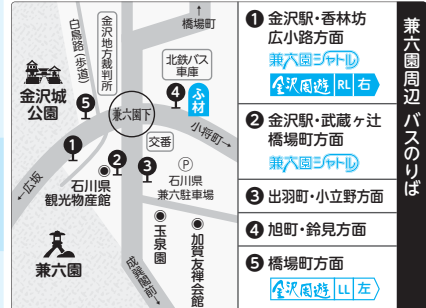 橋場町
白鳥路(歩道)
金沢地方裁判所
北鉄バス
車庫
金沢城
公園
❺
兼六園下
❹
ふ材
小将町→
交番
❶
❷
❸
Ⓟ
←広坂
石川県
観光物産館
石川県
兼六駐車場
兼六園
玉泉園
加賀友禅会館
成巽閣前→
❶ 金沢駅・香林坊
広小路方面
兼六園シャトル
金沢周遊 RL 右
❷ 金沢駅・武蔵ヶ辻
橋場町方面
兼六園シャトル
❸ 出羽町・小立野方面
❹ 旭町・鈴見方面
❺ 橋場町方面
金沢周遊 LL 左
兼六園周辺 バスのりば